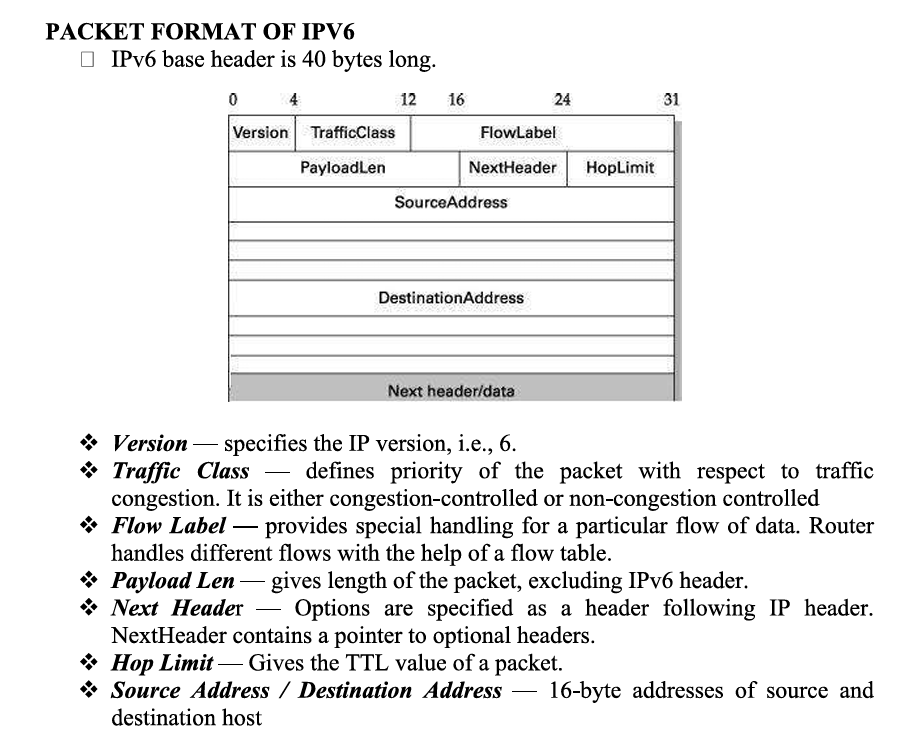 PACKET FORMAT OF IPV6
IPv6 base header is 40 bytes long.
0 4 12 16 24 31
Version TrafficClass FlowLabel
PayloadLen NextHeader HopLimit
SourceAddress
DestinationAddress
Next header/data
❖ Version — specifies the IP version, i.e., 6.
❖ Traffic Class — defines priority of the packet with respect to traffic
congestion. It is either congestion-controlled or non-congestion controlled
❖ Flow Label — provides special handling for a particular flow of data. Router
handles different flows with the help of a flow table.
❖ Payload Len — gives length of the packet, excluding IPv6 header.
❖ Next Header — Options are specified as a header following IP header.
NextHeader contains a pointer to optional headers.
❖ Hop Limit — Gives the TTL value of a packet.
❖ Source Address / Destination Address — 16-byte addresses of source and
destination host